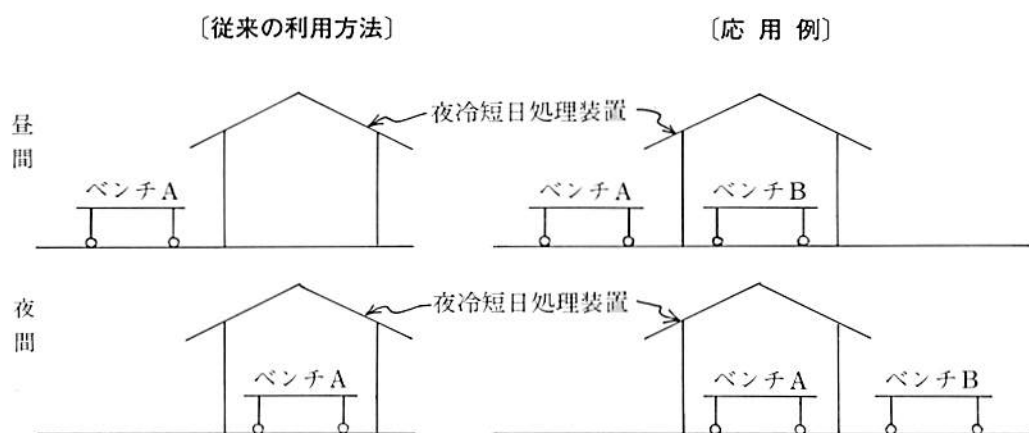 〔従来の利用方法〕
〔応用例〕
昼間
夜冷短日処理装置
ベンチA
ベンチA
ベンチB
夜間
夜冷短日処理装置
ベンチA
ベンチA
ベンチB